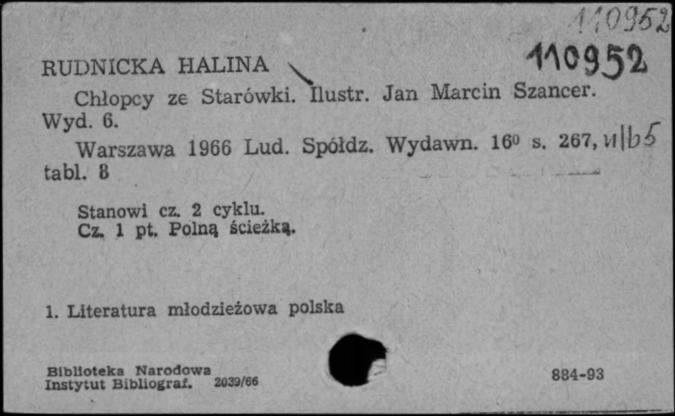 110952
110952
RUDNICKA HALINA
Chłopcy ze Starówki. Ilustr. Jan Marcin Szancer.
Wyd. 6.
Warszawa 1966 Lud. Spółdz. Wydawn. 16⁰ s. 267, nlb 5
tabl. 8
Stanowi cz. 2 cyklu.
Cz. 1 pt. Polną ścieżką.
1. Literatura młodzieżowa polska
Biblioteka Narodowa
Instytut Bibliograf. 2039/66
884-93